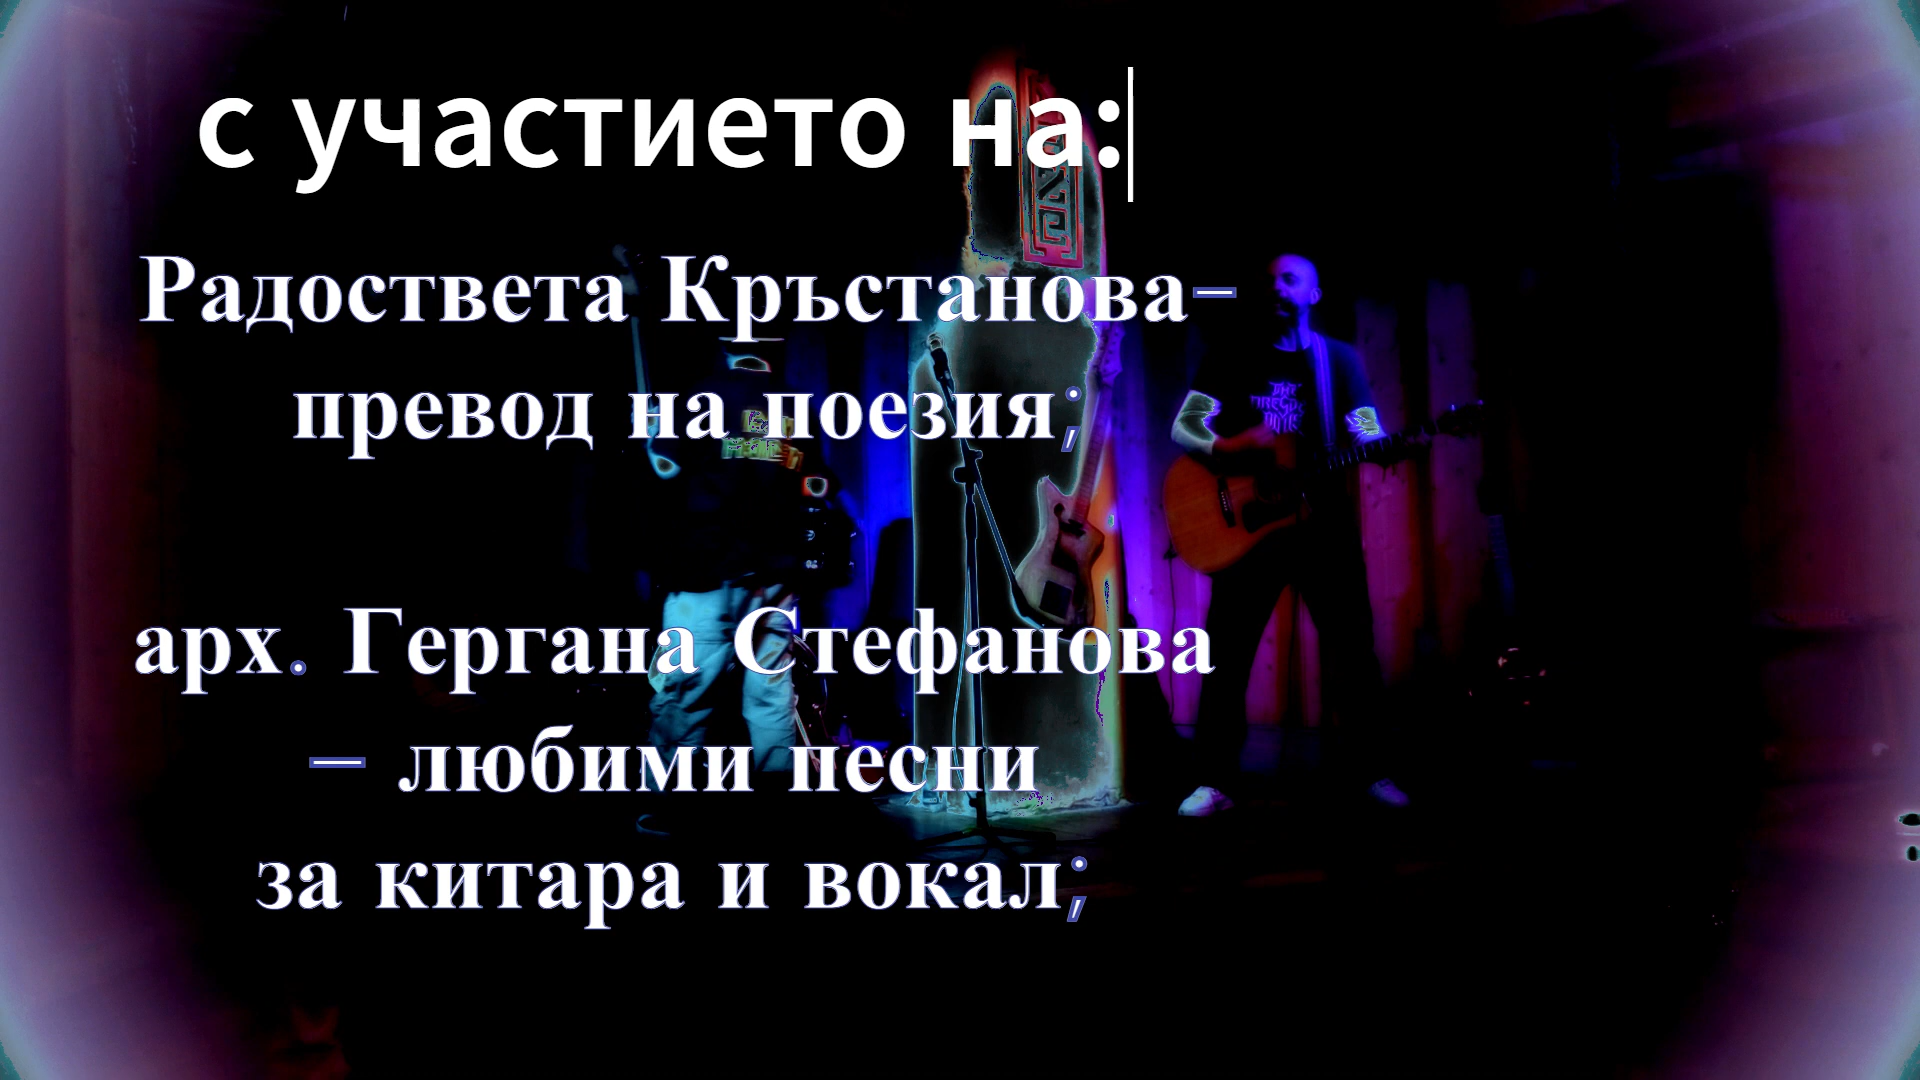 с участието на:
Радоствета Кръстанова–
превод на поезия;
арх. Гергана Стефанова
– любими песни
за китара и вокал;